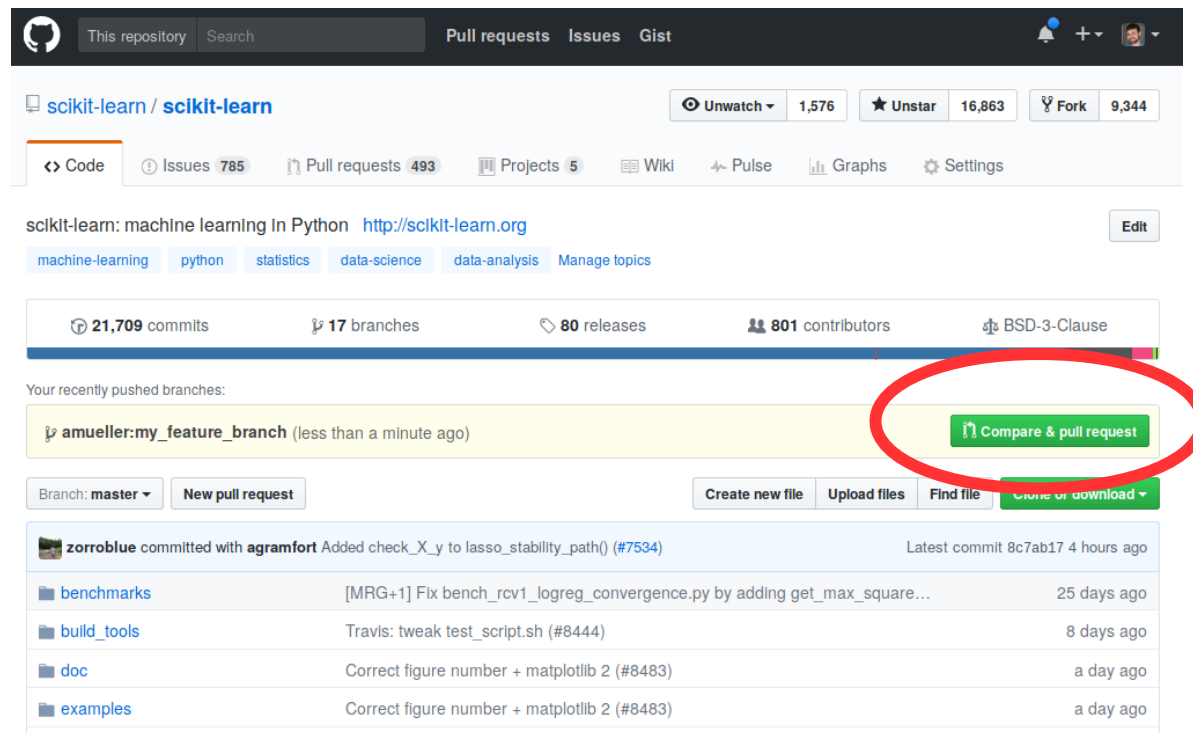 This repository Search Pull requests Issues Gist
scikit-learn / scikit-learn Unwatch 1,576 Unstar 16,863 Fork 9,344
Code Issues 785 Pull requests 493 Projects 5 Wiki Pulse Graphs Settings
scikit-learn: machine learning in Python http://scikit-learn.org Edit
machine-learning python statistics data-science data-analysis Manage topics
21,709 commits 17 branches 80 releases 801 contributors BSD-3-Clause
Your recently pushed branches:
amueller:my_feature_branch (less than a minute ago) Compare & pull request
Branch: master New pull request Create new file Upload files Find file Clone or download
zorroblue committed with agramfort Added check_X_y to lasso_stability_path() (#7534) Latest commit 8c7ab17 4 hours ago
benchmarks [MRG+1] Fix bench_rcv1_logreg_convergence.py by adding get_max_square… 25 days ago
build_tools Travis: tweak test_script.sh (#8444) 8 days ago
doc Correct figure number + matplotlib 2 (#8483) a day ago
examples Correct figure number + matplotlib 2 (#8483) a day ago